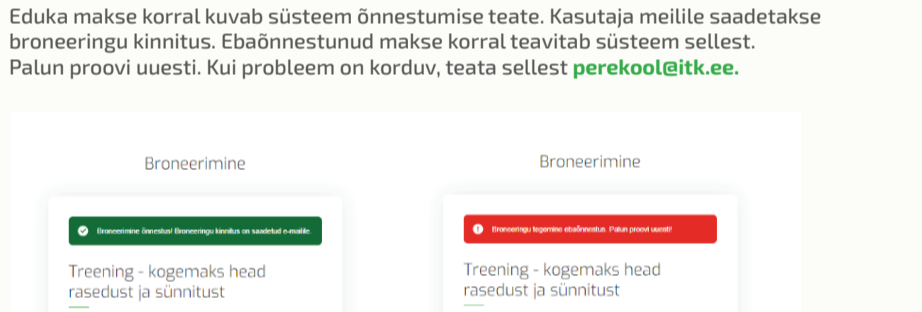 Eduka makse korral kuvab süsteem õnnestumise teate. Kasutaja meilile saadetakse
broneeringu kinnitus. Ebaõnnestunud makse korral teavitab süsteem sellest.
Palun proovi uuesti. Kui probleem on korduv, teata sellest perekool@itk.ee.
Broneerimine
Broneerimine õnnestus! Broneeringu kinnitus on saadetud e-mailile.
Treening - kogemaks head
rasedust ja sünnitust
Broneerimine
Broneeringu tegemine ebaõnnestus. Palun proovi uuesti!
Treening - kogemaks head
rasedust ja sünnitust